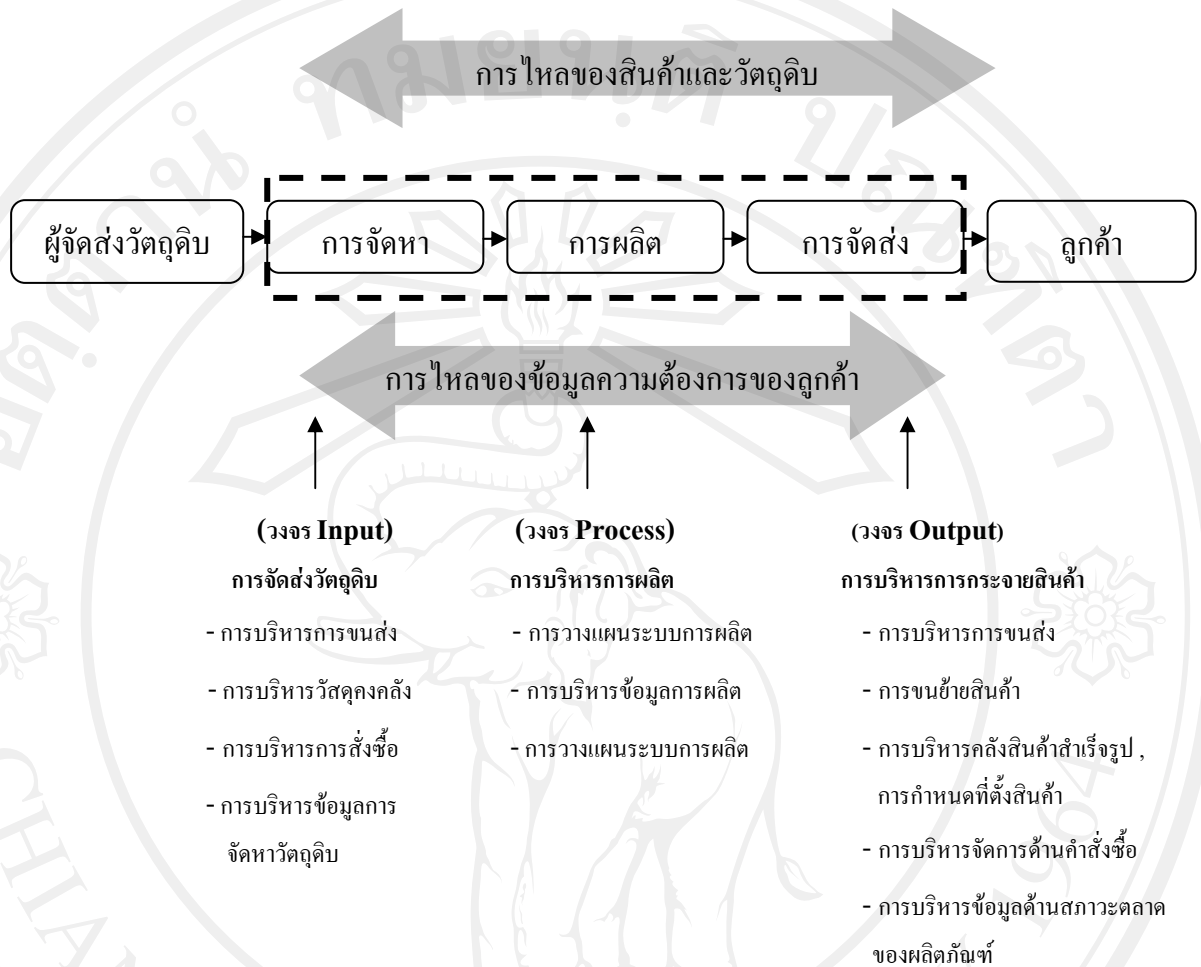 การไหลของสินค้าและวัตถุดิบ
ผู้จัดส่งวัตถุดิบ
การจัดหา
การผลิต
การจัดส่ง
ลูกค้า
การไหลของข้อมูลความต้องการของลูกค้า
(วงจร Input)
การจัดส่งวัตถุดิบ
- การบริหารการขนส่ง
- การบริหารวัสดุคงคลัง
- การบริหารการสั่งซื้อ
- การบริหารข้อมูลการ
จัดหาวัตถุดิบ
(วงจร Process)
การบริหารการผลิต
- การวางแผนระบบการผลิต
- การบริหารข้อมูลการผลิต
- การวางแผนระบบการผลิต
(วงจร Output)
การบริหารการกระจายสินค้า
- การบริหารการขนส่ง
- การขนย้ายสินค้า
- การบริหารคลังสินค้าสำเร็จรูป ,
การกำหนดที่ตั้งสินค้า
- การบริหารจัดการด้านคำสั่งซื้อ
- การบริหารข้อมูลด้านสภาวะตลาด
ของผลิตภัณฑ์